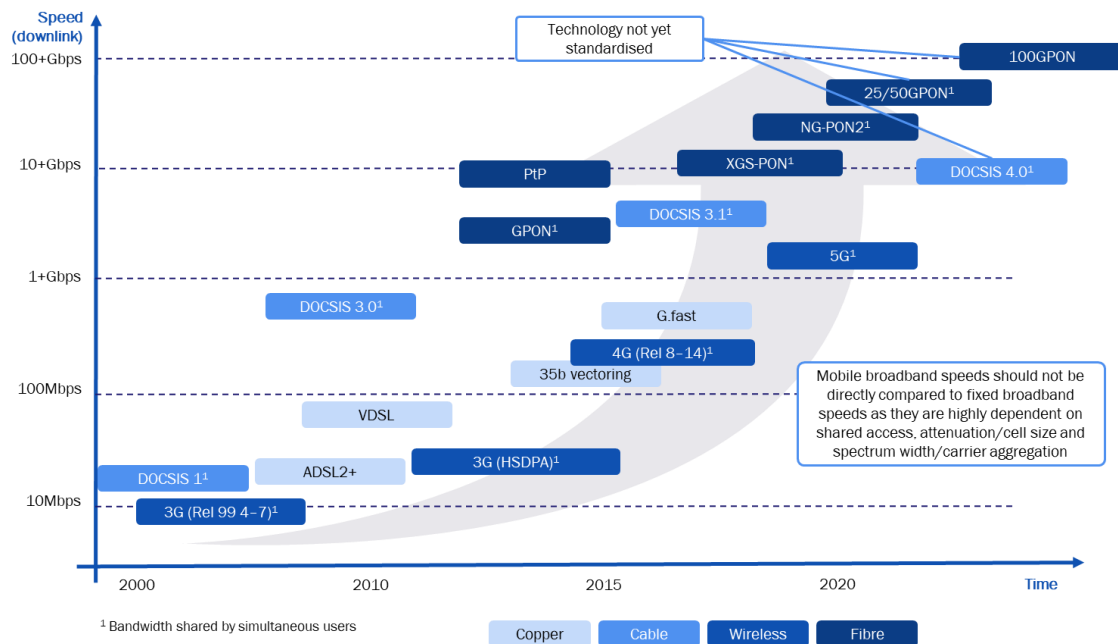 Speed
(downlink)
Technology not yet
standardised
100+Gbps
100GPON
25/50GPON¹
NG-PON2¹
10+Gbps
PtP
XGS-PON¹
DOCSIS 4.0¹
DOCSIS 3.1¹
GPON¹
5G¹
1+Gbps
DOCSIS 3.0¹
G.fast
4G (Rel 8–14)¹
35b vectoring
100Mbps
Mobile broadband speeds should not be
directly compared to fixed broadband
speeds as they are highly dependent on
shared access, attenuation/cell size and
spectrum width/carrier aggregation
VDSL
3G (HSDPA)¹
ADSL2+
DOCSIS 1¹
10Mbps
3G (Rel 99 4–7)¹
2000
2010
2015
2020
Time
¹ Bandwidth shared by simultaneous users
Copper
Cable
Wireless
Fibre